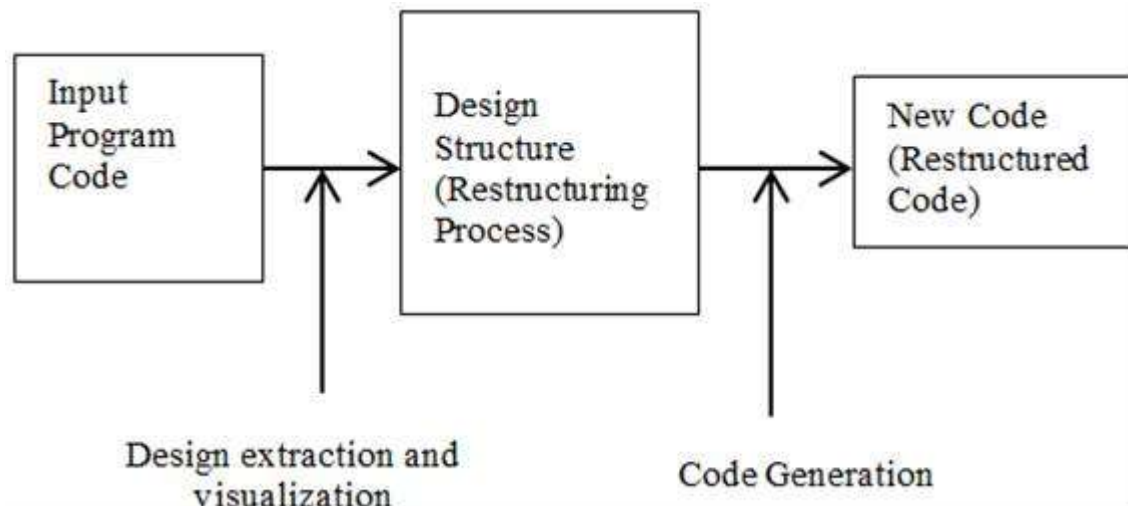 Input
Program
Code
Design
Structure
(Restructuring
Process)
New Code
(Restructured
Code)
Design extraction and
visualization
Code Generation